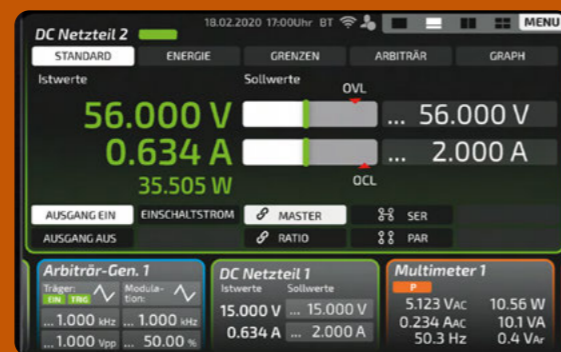 18.02.2020 17:00Uhr BT MENU
DC Netzteil 2
STANDARD ENERGIE GRENZEN ARBITRÄR GRAPH
Istwerte Sollwerte
OVL
56.000 V ... 56.000 V
0.634 A ... 2.000 A
35.505 W OCL
AUSGANG EIN EINSCHALTSTROM MASTER SER
AUSGANG AUS RATIO PAR
Arbiträr-Gen. 1
Träger: Modula-
EIN TRIG tion:
... 1.000 kHz ... 1.000 kHz
... 1.000 Vpp ... 50.00 %
DC Netzteil 1
Istwerte Sollwerte
15.000 V ... 15.000 V
0.634 A ... 2.000 A
Multimeter 1
P
5.123 VAC 10.56 W
0.234 AAC 10.1 VA
50.3 Hz 0.4 VAr